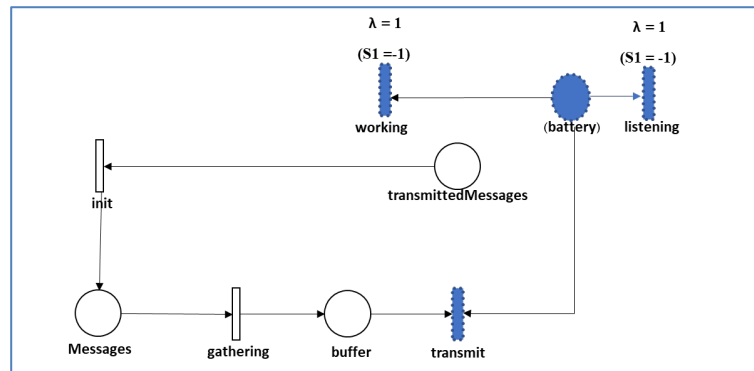 λ = 1
(S1 =-1)
λ = 1
(S1 =-1)
working
(battery)
listening
init
transmittedMessages
Messages
gathering
buffer
transmit